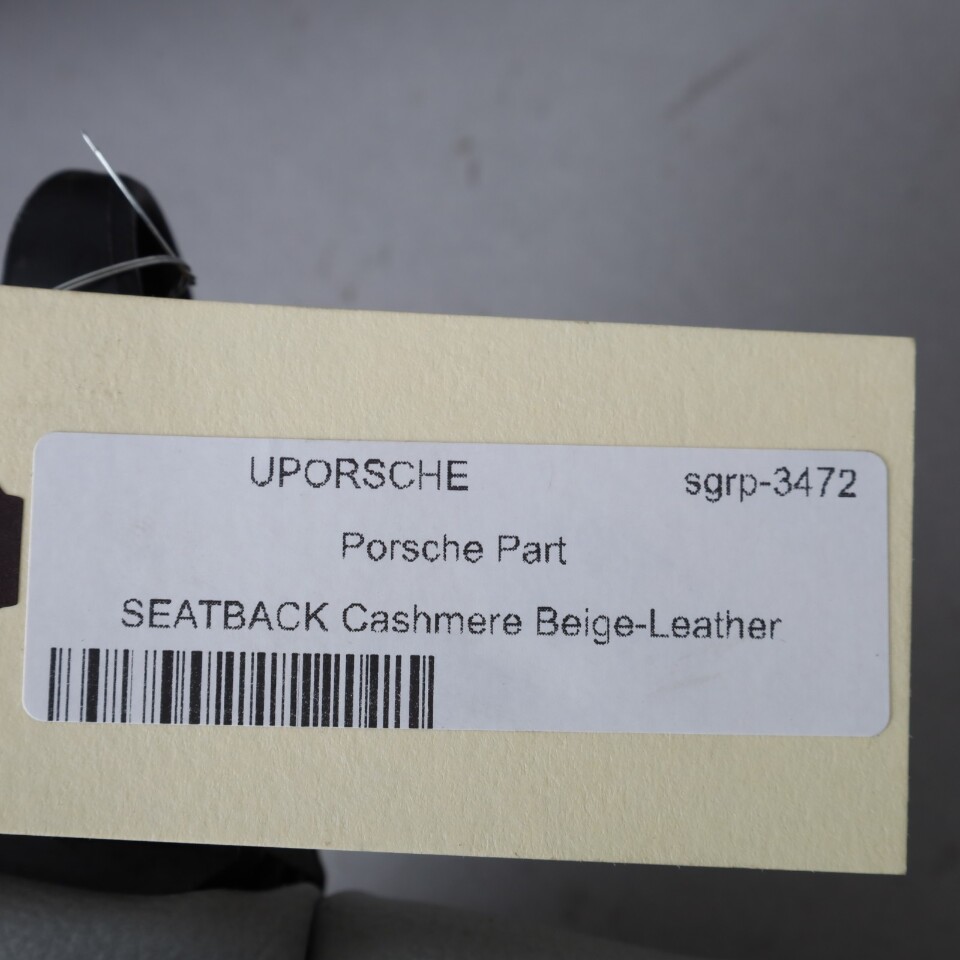 UPORSCHE sgrp-3472
Porsche Part
SEATBACK Cashmere Beige-Leather